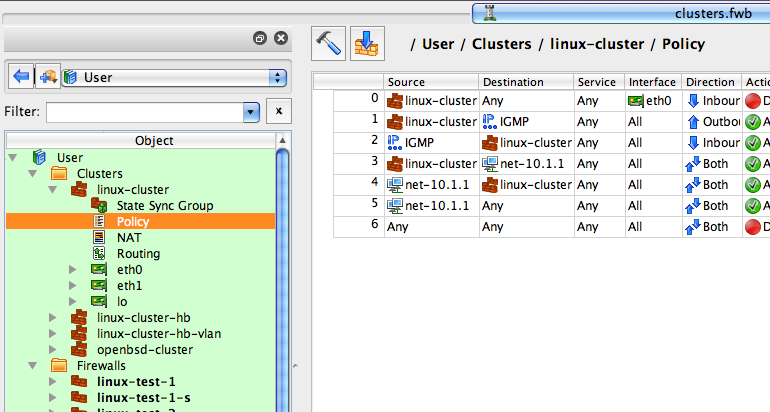 clusters.fwb
/ User / Clusters / linux-cluster / Policy
User
Filter:
x
Object
User
Clusters
linux-cluster
State Sync Group
Policy
NAT
Routing
eth0
eth1
lo
linux-cluster-hb
linux-cluster-hb-vlan
openbsd-cluster
Firewalls
linux-test-1
linux-test-1-s
Source Destination Service Interface Direction Actio
0 linux-cluster Any Any eth0 Inbour D
1 linux-cluster IP IGMP Any All Outbou A
2 IP IGMP linux-cluster Any All Inbour A
3 linux-cluster net-10.1.1 Any All Both A
4 net-10.1.1 linux-cluster Any All Both A
5 net-10.1.1 Any Any All Both A
6 Any Any Any All Both D